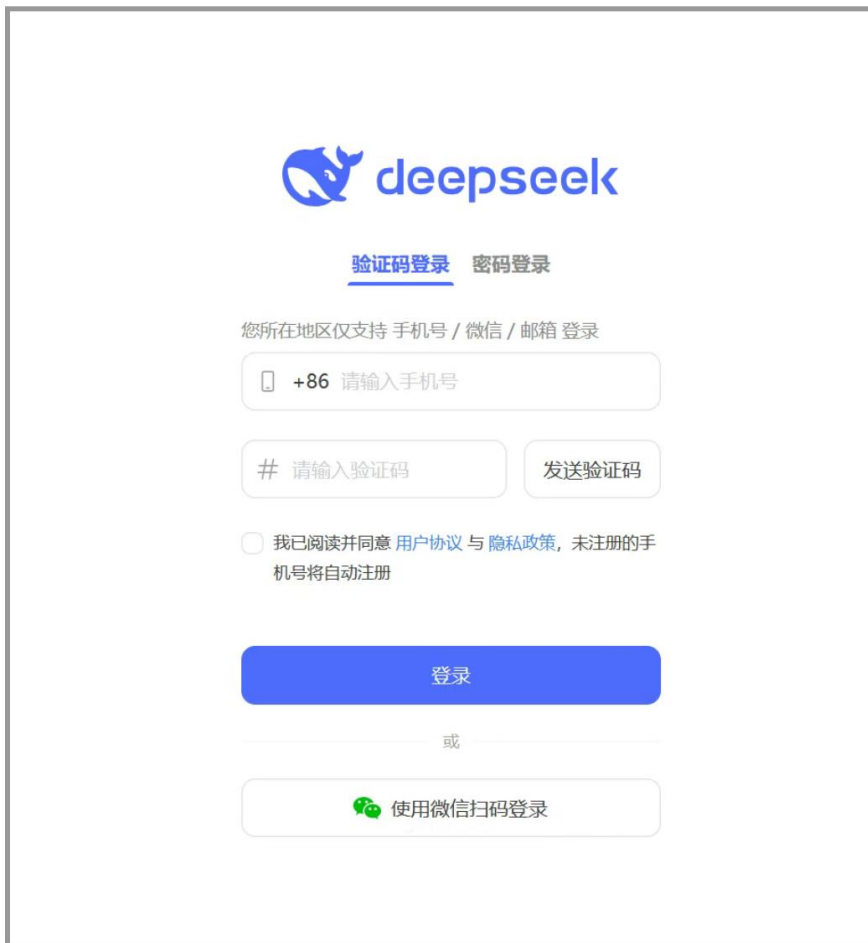 deepseek
验证码登录 密码登录
您所在地区仅支持 手机号 / 微信 / 邮箱 登录
+86 请输入手机号
# 请输入验证码 发送验证码
我已阅读并同意 用户协议 与 隐私政策，未注册的手
机号将自动注册
登录
或
使用微信扫码登录